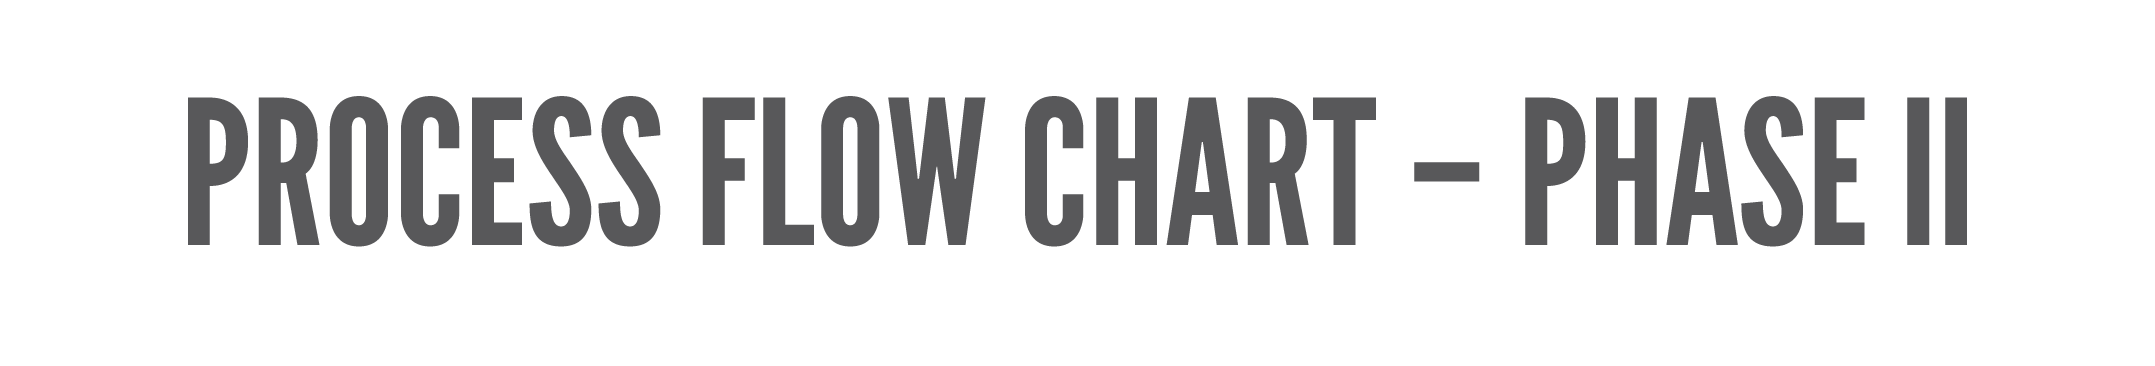 PROCESS FLOW CHART – PHASE II